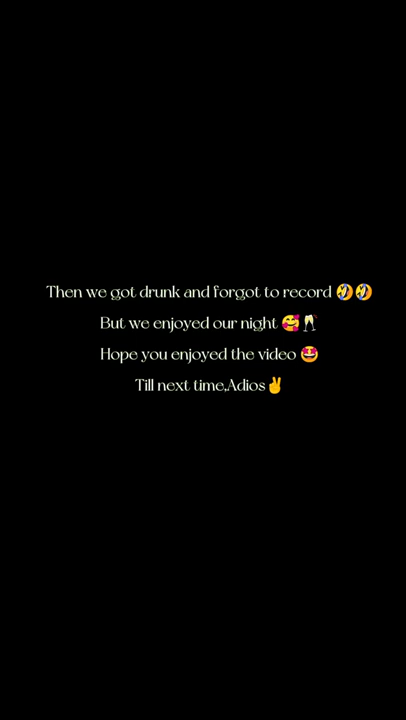 Then we got drunk and forgot to record 🤣🤣
But we enjoyed our night 🥰🥂
Hope you enjoyed the video 🤩
Till next time,Adios✌️